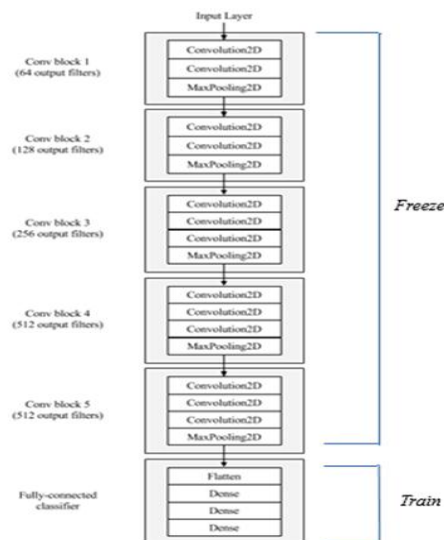 Input Layer
Conv block 1
(64 output filters)
Convolution2D
Convolution2D
MaxPooling2D
Conv block 2
(128 output filters)
Convolution2D
Convolution2D
MaxPooling2D
Conv block 3
(256 output filters)
Convolution2D
Convolution2D
Convolution2D
MaxPooling2D
Freeze
Conv block 4
(512 output filters)
Convolution2D
Convolution2D
Convolution2D
MaxPooling2D
Conv block 5
(512 output filters)
Convolution2D
Convolution2D
Convolution2D
MaxPooling2D
Fully-connected
classifier
Flatten
Dense
Dense
Dense
Train